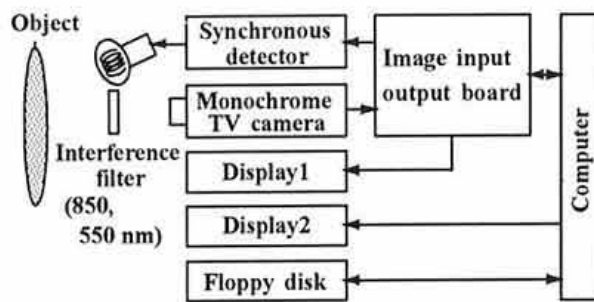 Object
Synchronous
detector
Image input
output board
Monochrome
TV camera
Interference
filter
(850,
550 nm)
Display1
Display2
Floppy disk
Computer